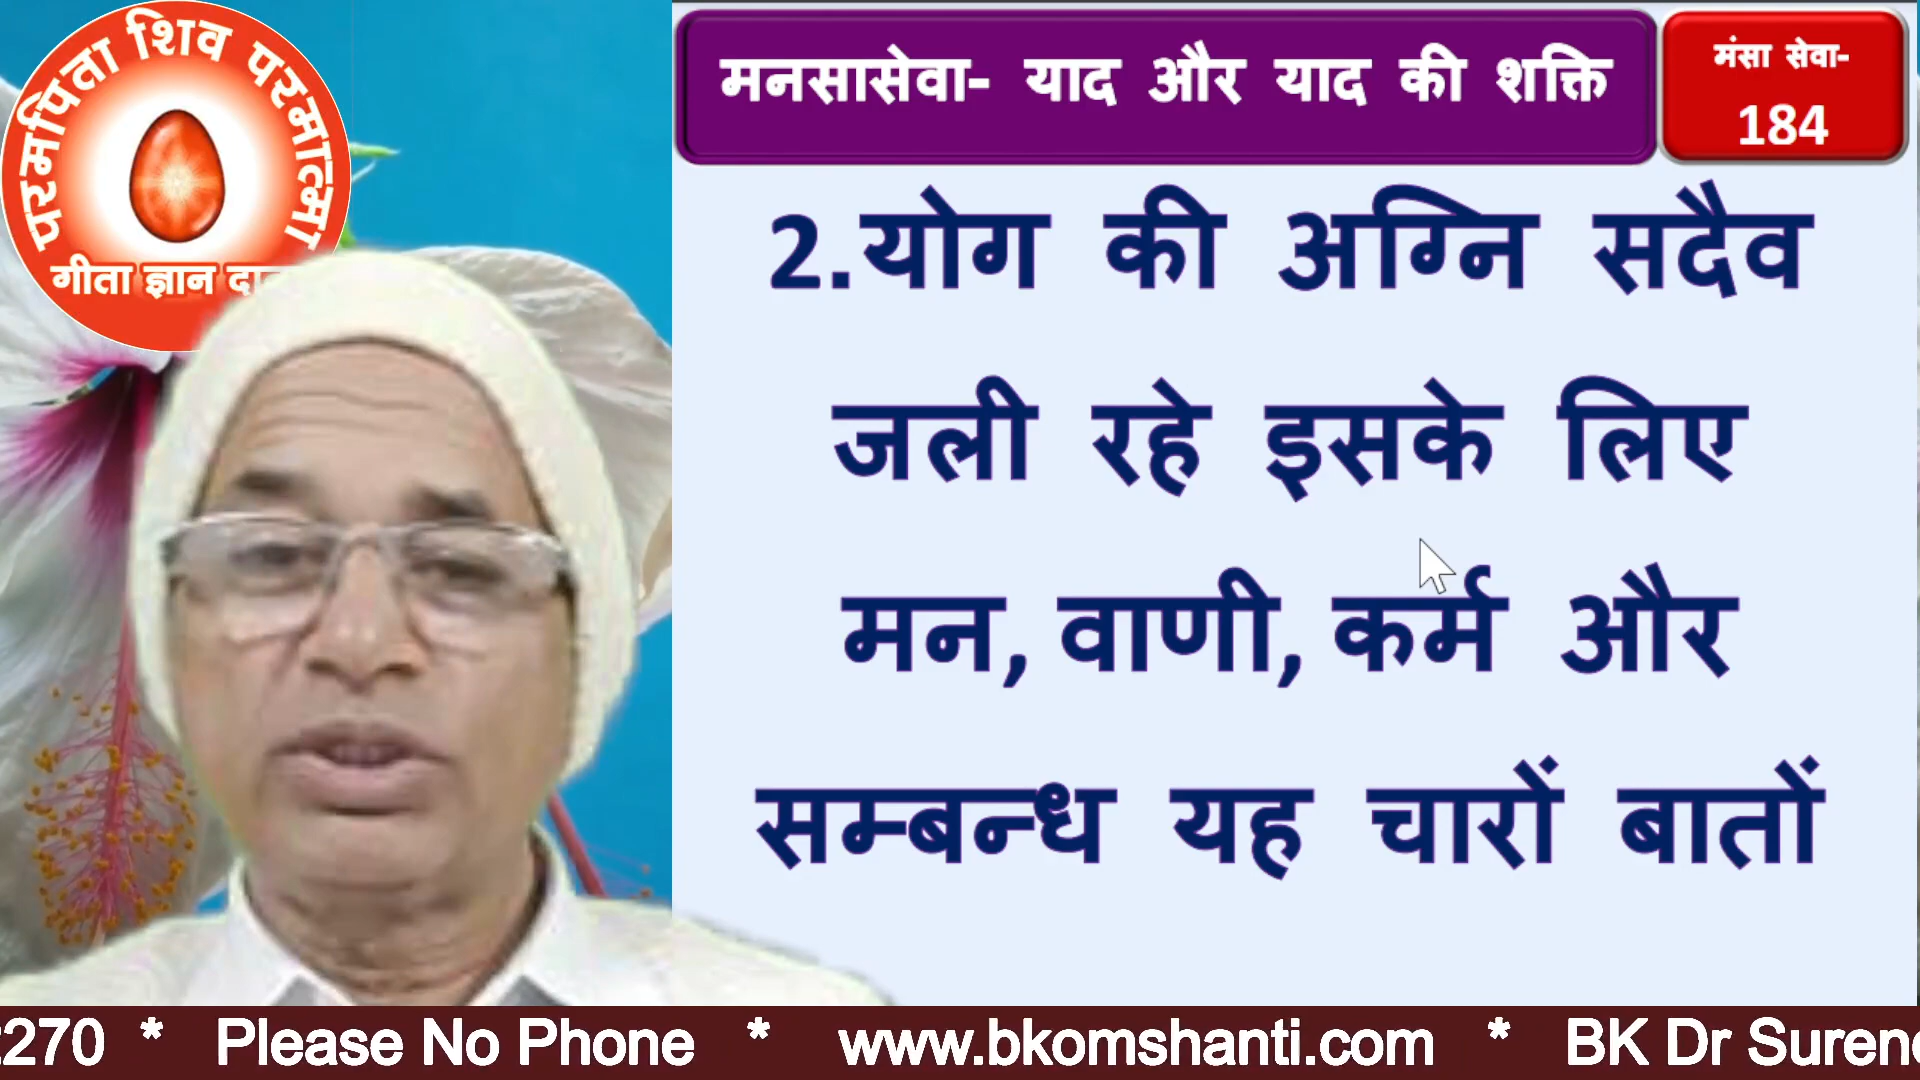 परमपिता शिव परमात्मा
गीता ज्ञान
मनसासेवा- याद और याद की शक्ति
मंसा सेवा-
184
2.योग की अग्नि सदैव
जली रहे इसके लिए
मन, वाणी, कर्म और
सम्बन्ध यह चारों बातों
270 * Please No Phone * www.bkomshanti.com * BK Dr